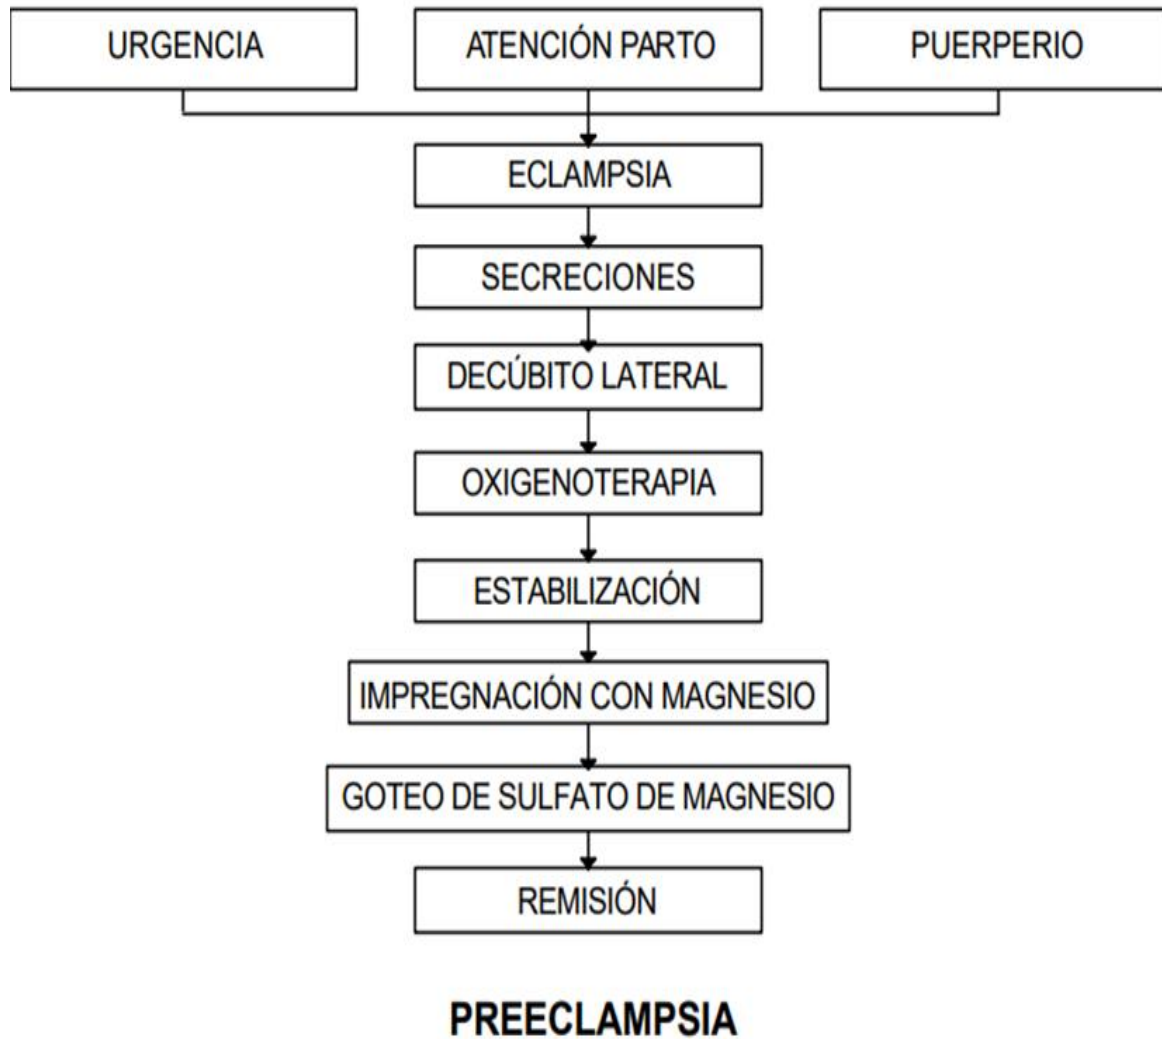 URGENCIA
ATENCIÓN PARTO
PUERPERIO
ECLAMPSIA
SECRECIONES
DECÚBITO LATERAL
OXIGENOTERAPIA
ESTABILIZACIÓN
IMPREGNACIÓN CON MAGNESIO
GOTEO DE SULFATO DE MAGNESIO
REMISIÓN
PREECLAMPSIA